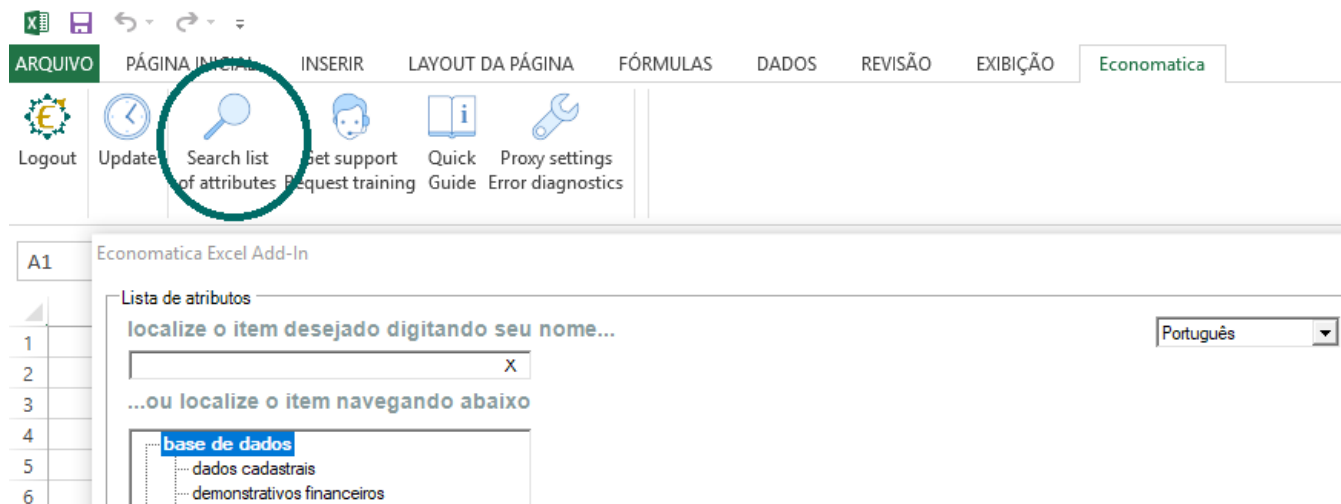 ARQUIVO PÁGINA INICIAL INSERIR LAYOUT DA PÁGINA FÓRMULAS DADOS REVISÃO EXIBIÇÃO Economatica
Logout Update Search list Get support Quick Proxy settings
of attributes Request training Guide Error diagnostics
A1
Economatica Excel Add-In
Lista de atributos
localize o item desejado digitando seu nome...
Português
1
X
2
...ou localize o item navegando abaixo
3
base de dados
4
dados cadastrais
5
demonstrativos financeiros
6